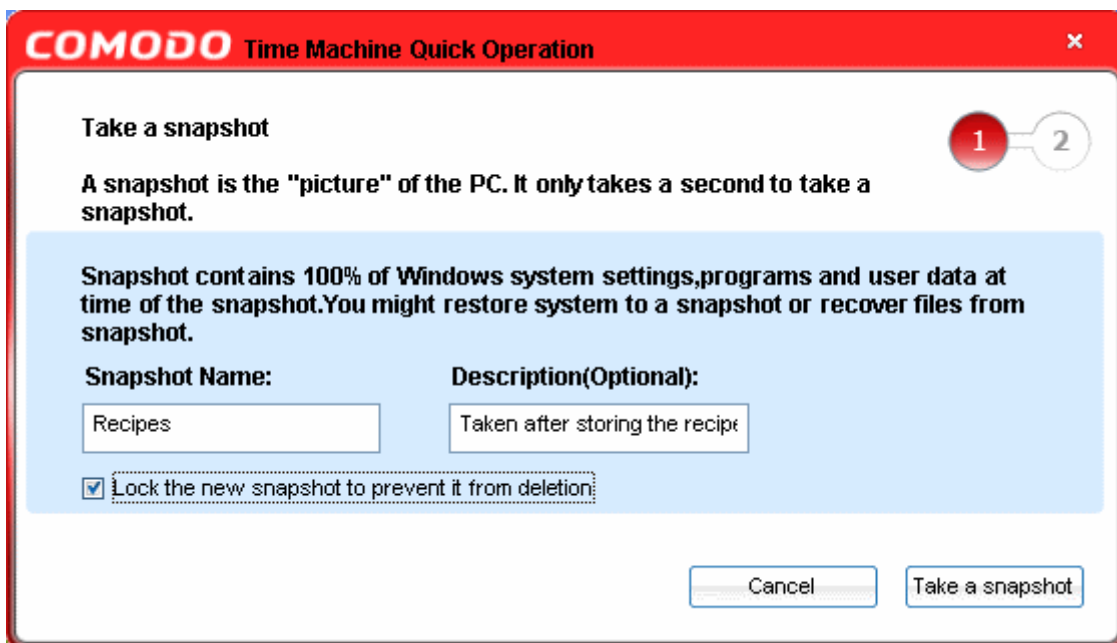 COMODO Time Machine Quick Operation
Take a snapshot
1 2
A snapshot is the "picture" of the PC. It only takes a second to take a
snapshot.
Snapshot contains 100% of Windows system settings,programs and user data at
time of the snapshot.You might restore system to a snapshot or recover files from
snapshot.
Snapshot Name: Description(Optional):
Recipes Taken after storing the recipe
Lock the new snapshot to prevent it from deletion
Cancel Take a snapshot